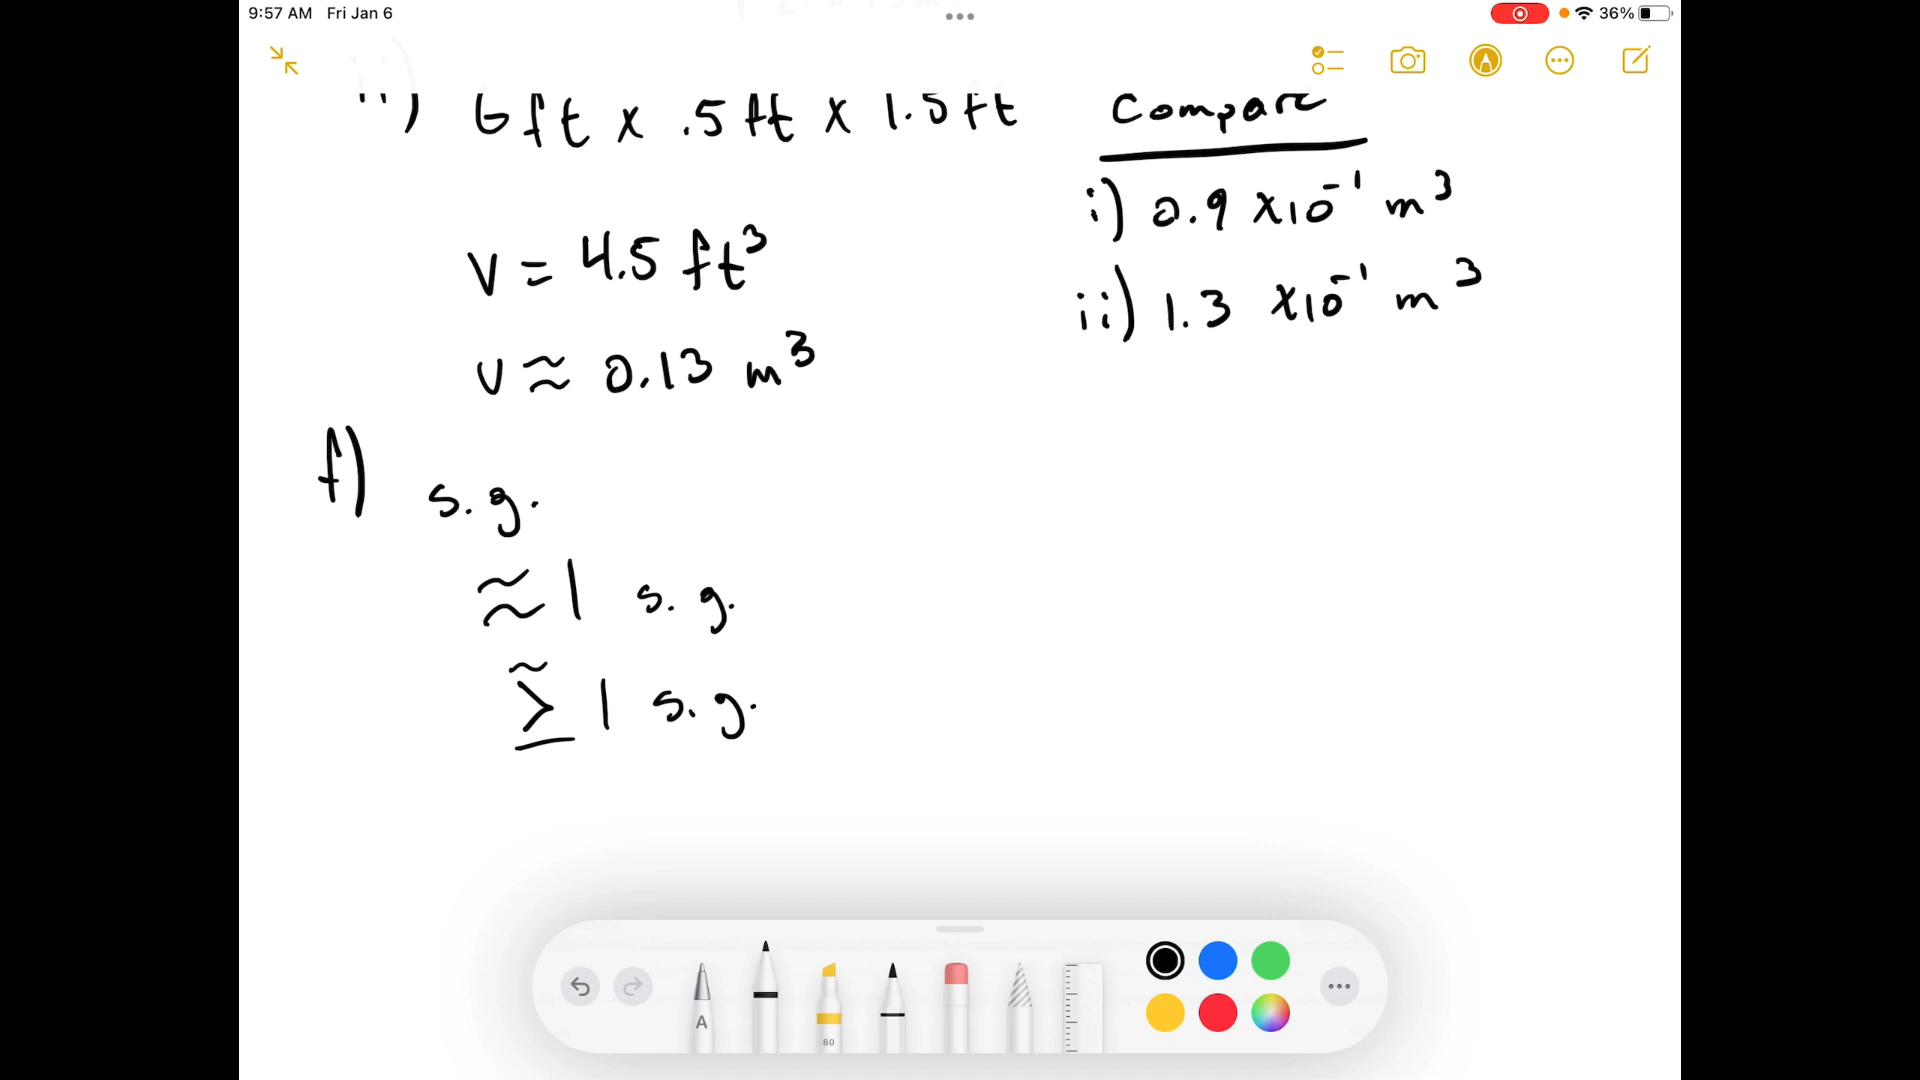 9:57 AM Fri Jan 6
36%
ii) 6 ft x .5 ft x 1.5 ft
Compare
i) 0.9 x10⁻¹ m³
V = 4.5 ft³
ii) 1.3 x10⁻¹ m³
V ≈ 0.13 m³
f) s.g.
≈ 1 s.g.
≥̃ 1 s.g.
A
80